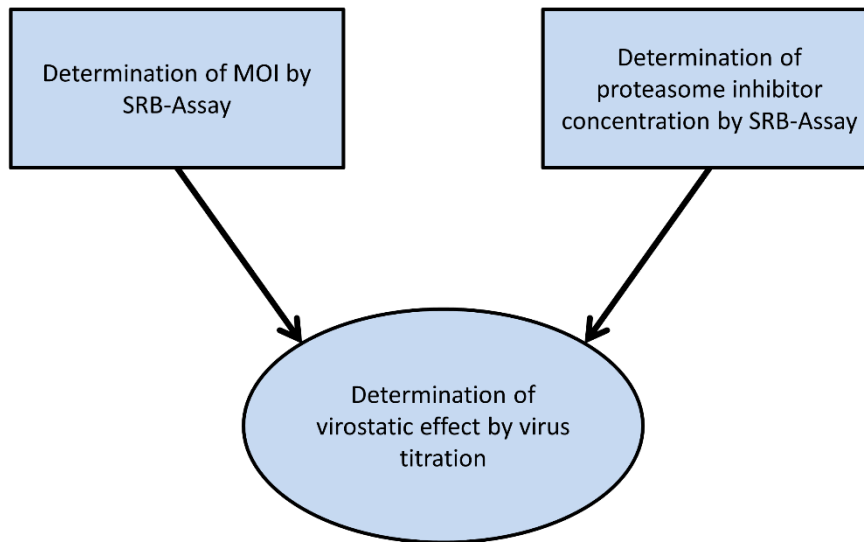 Determination of MOI by
SRB-Assay
Determination of
proteasome inhibitor
concentration by SRB-Assay
Determination of
virostatic effect by virus
titration